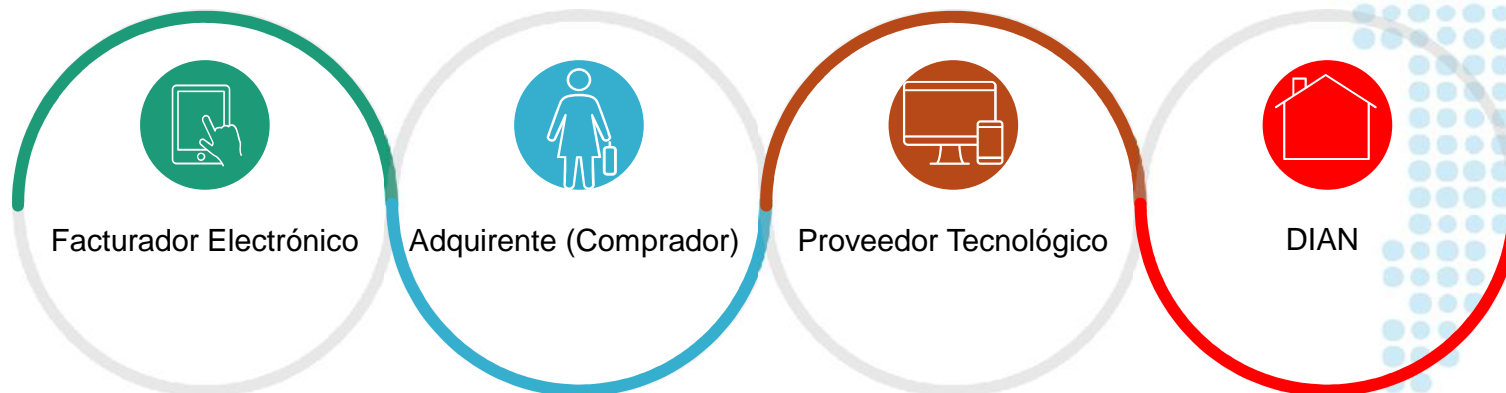 Facturador Electrónico
Adquirente (Comprador)
Proveedor Tecnológico
DIAN